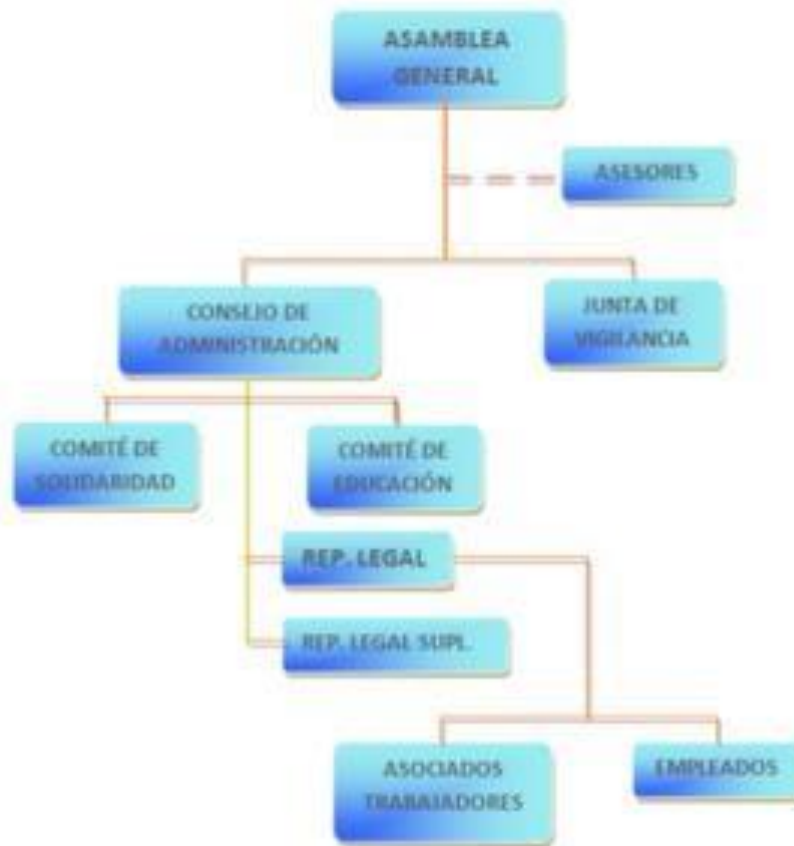 ASAMBLEA
GENERAL
ASESORES
CONSEJO DE
ADMINISTRACIÓN
JUNTA DE
VIGILANCIA
COMITÉ DE
SOLIDARIDAD
COMITÉ DE
EDUCACIÓN
REP. LEGAL
REP. LEGAL SUPL.
ASOCIADOS
TRABAJADORES
EMPLEADOS